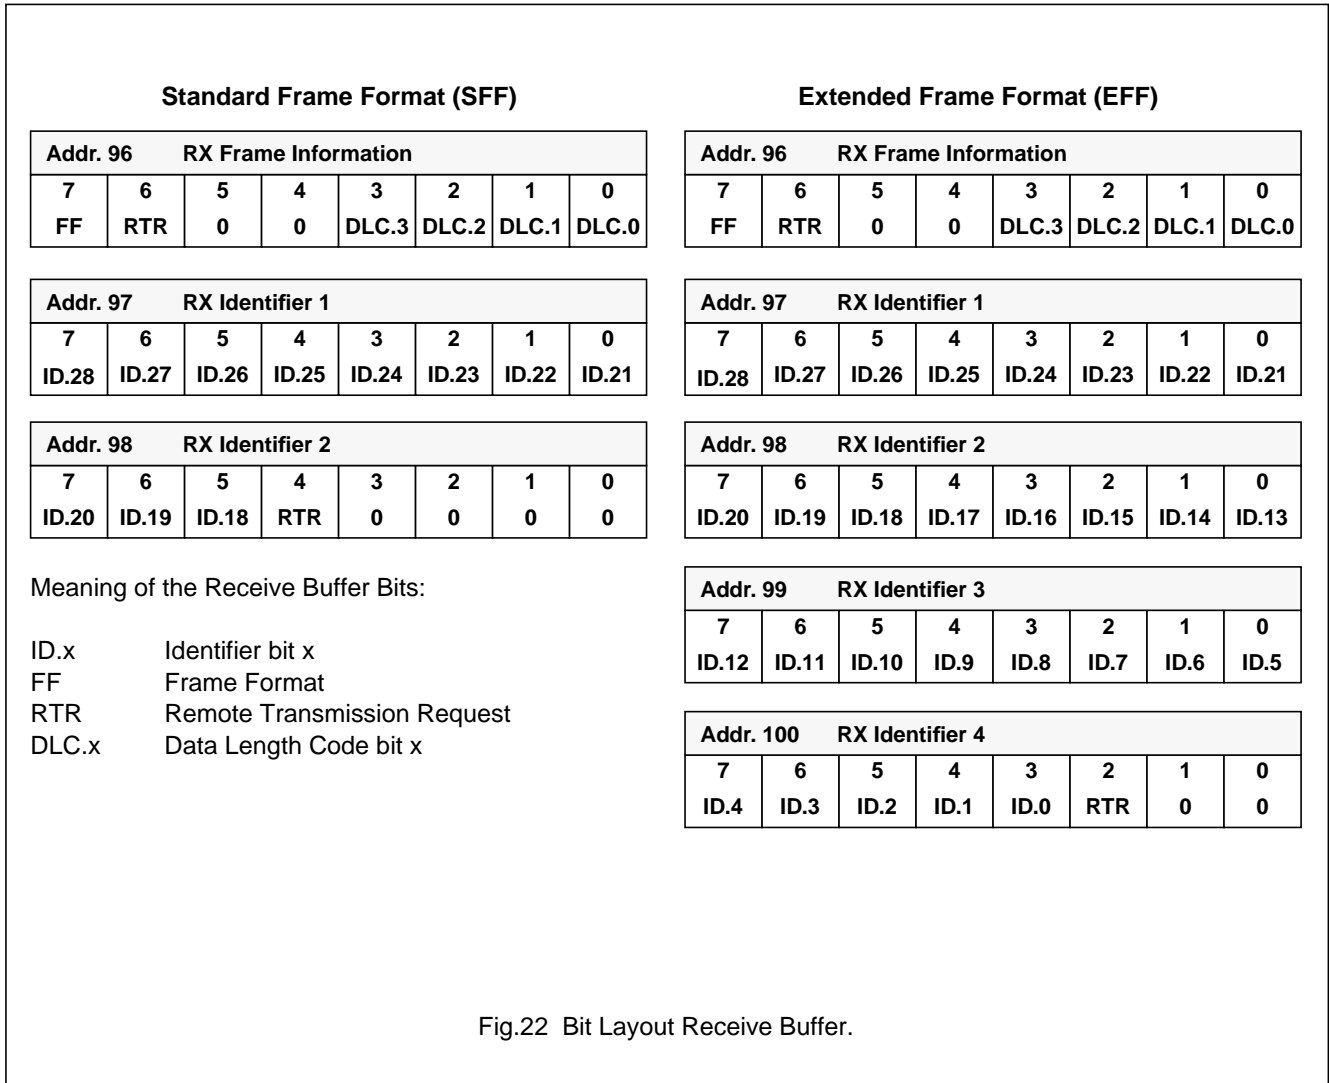 Standard Frame Format (SFF)
Addr. 96 RX Frame Information
7 6 5 4 3 2 1 0
FF RTR 0 0 DLC.3 DLC.2 DLC.1 DLC.0
Addr. 97 RX Identifier 1
7 6 5 4 3 2 1 0
ID.28 ID.27 ID.26 ID.25 ID.24 ID.23 ID.22 ID.21
Addr. 98 RX Identifier 2
7 6 5 4 3 2 1 0
ID.20 ID.19 ID.18 RTR 0 0 0 0
Meaning of the Receive Buffer Bits:
ID.x Identifier bit x
FF Frame Format
RTR Remote Transmission Request
DLC.x Data Length Code bit x
Extended Frame Format (EFF)
Addr. 96 RX Frame Information
7 6 5 4 3 2 1 0
FF RTR 0 0 DLC.3 DLC.2 DLC.1 DLC.0
Addr. 97 RX Identifier 1
7 6 5 4 3 2 1 0
ID.28 ID.27 ID.26 ID.25 ID.24 ID.23 ID.22 ID.21
Addr. 98 RX Identifier 2
7 6 5 4 3 2 1 0
ID.20 ID.19 ID.18 ID.17 ID.16 ID.15 ID.14 ID.13
Addr. 99 RX Identifier 3
7 6 5 4 3 2 1 0
ID.12 ID.11 ID.10 ID.9 ID.8 ID.7 ID.6 ID.5
Addr. 100 RX Identifier 4
7 6 5 4 3 2 1 0
ID.4 ID.3 ID.2 ID.1 ID.0 RTR 0 0
Fig.22 Bit Layout Receive Buffer.